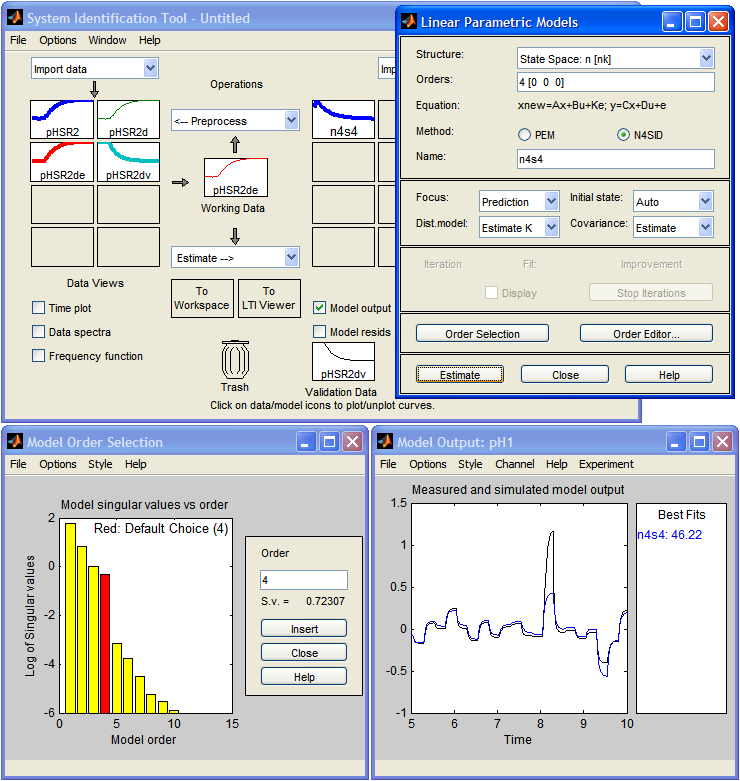 System Identification Tool - Untitled
File Options Window Help
Import data
Operations
pHSR2 pHSR2d
<-- Preprocess
n4s4
pHSR2de pHSR2dv
pHSR2de
Working Data
Estimate -->
Data Views
To Workspace
To LTI Viewer
Time plot
Data spectra
Frequency function
Model output
Model resids
Trash
pHSR2dv
Validation Data
Click on data/model icons to plot/unplot curves.
Linear Parametric Models
Structure: State Space: n [nk]
Orders: 4 [0 0 0]
Equation: xnew=Ax+Bu+Ke; y=Cx+Du+e
Method: PEM N4SID
Name: n4s4
Focus: Prediction Initial state: Auto
Dist.model: Estimate K Covariance: Estimate
Iteration Fit: Improvement
Display Stop Iterations
Order Selection Order Editor...
Estimate Close Help
Model Order Selection
File Options Style Help
Model singular values vs order
Red: Default Choice (4)
Log of Singular values
2
0
-2
-4
-6
0 5 10 15
Model order
Order
4
S.v. = 0.72307
Insert
Close
Help
Model Output: pH1
File Options Style Channel Help Experiment
Measured and simulated model output
1.5
1
0.5
0
-0.5
-1
5 6 7 8 9 10
Time
Best Fits
n4s4: 46.22